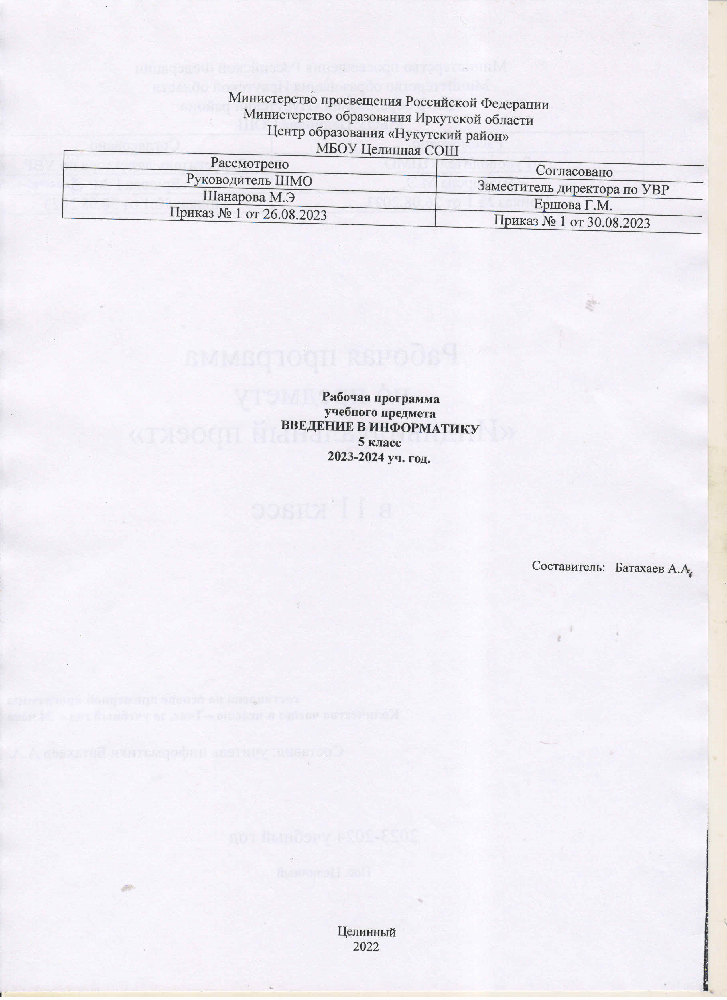 Министерство просвещения Российской Федерации
Министерство образования Иркутской области
Центр образования «Нукутский район»
МБОУ Целинная СОШ
Рассмотрено Согласовано
Руководитель ШМО Заместитель директора по УВР
Шанарова М.Э Ершова Г.М.
Приказ № 1 от 26.08.2023 Приказ № 1 от 30.08.2023
Рабочая программа
учебного предмета
ВВЕДЕНИЕ В ИНФОРМАТИКУ
5 класс
2023-2024 уч. год.
Составитель: Батахаев А.А.
Целинный
2022